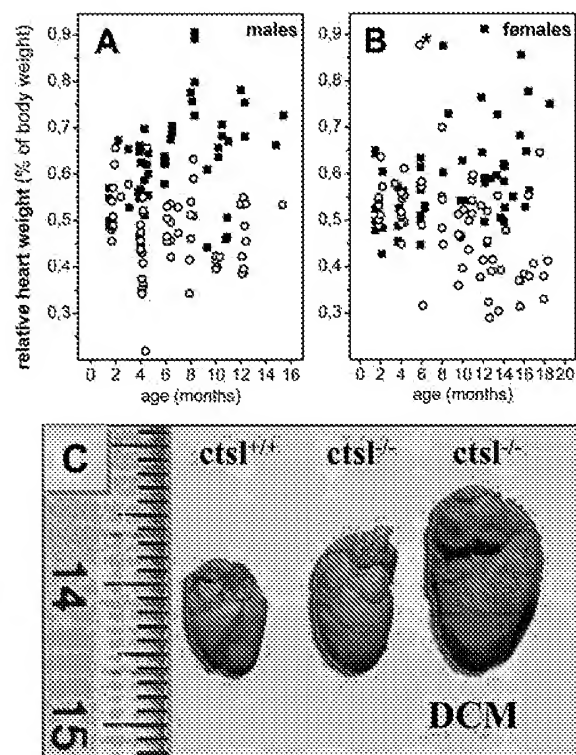 A males
B females
relative heart weight (% of body weight)
0,9
0,8
0,7
0,6
0,5
0,4
0,3
0,9
0,8
0,7
0,6
0,5
0,4
0,3
*
0 2 4 6 8 10 12 14 16
0 2 4 6 8 10 12 14 16 18 20
age (months)
age (months)
C ctsl+/+ ctsl-/- ctsl-/-
14
15
DCM